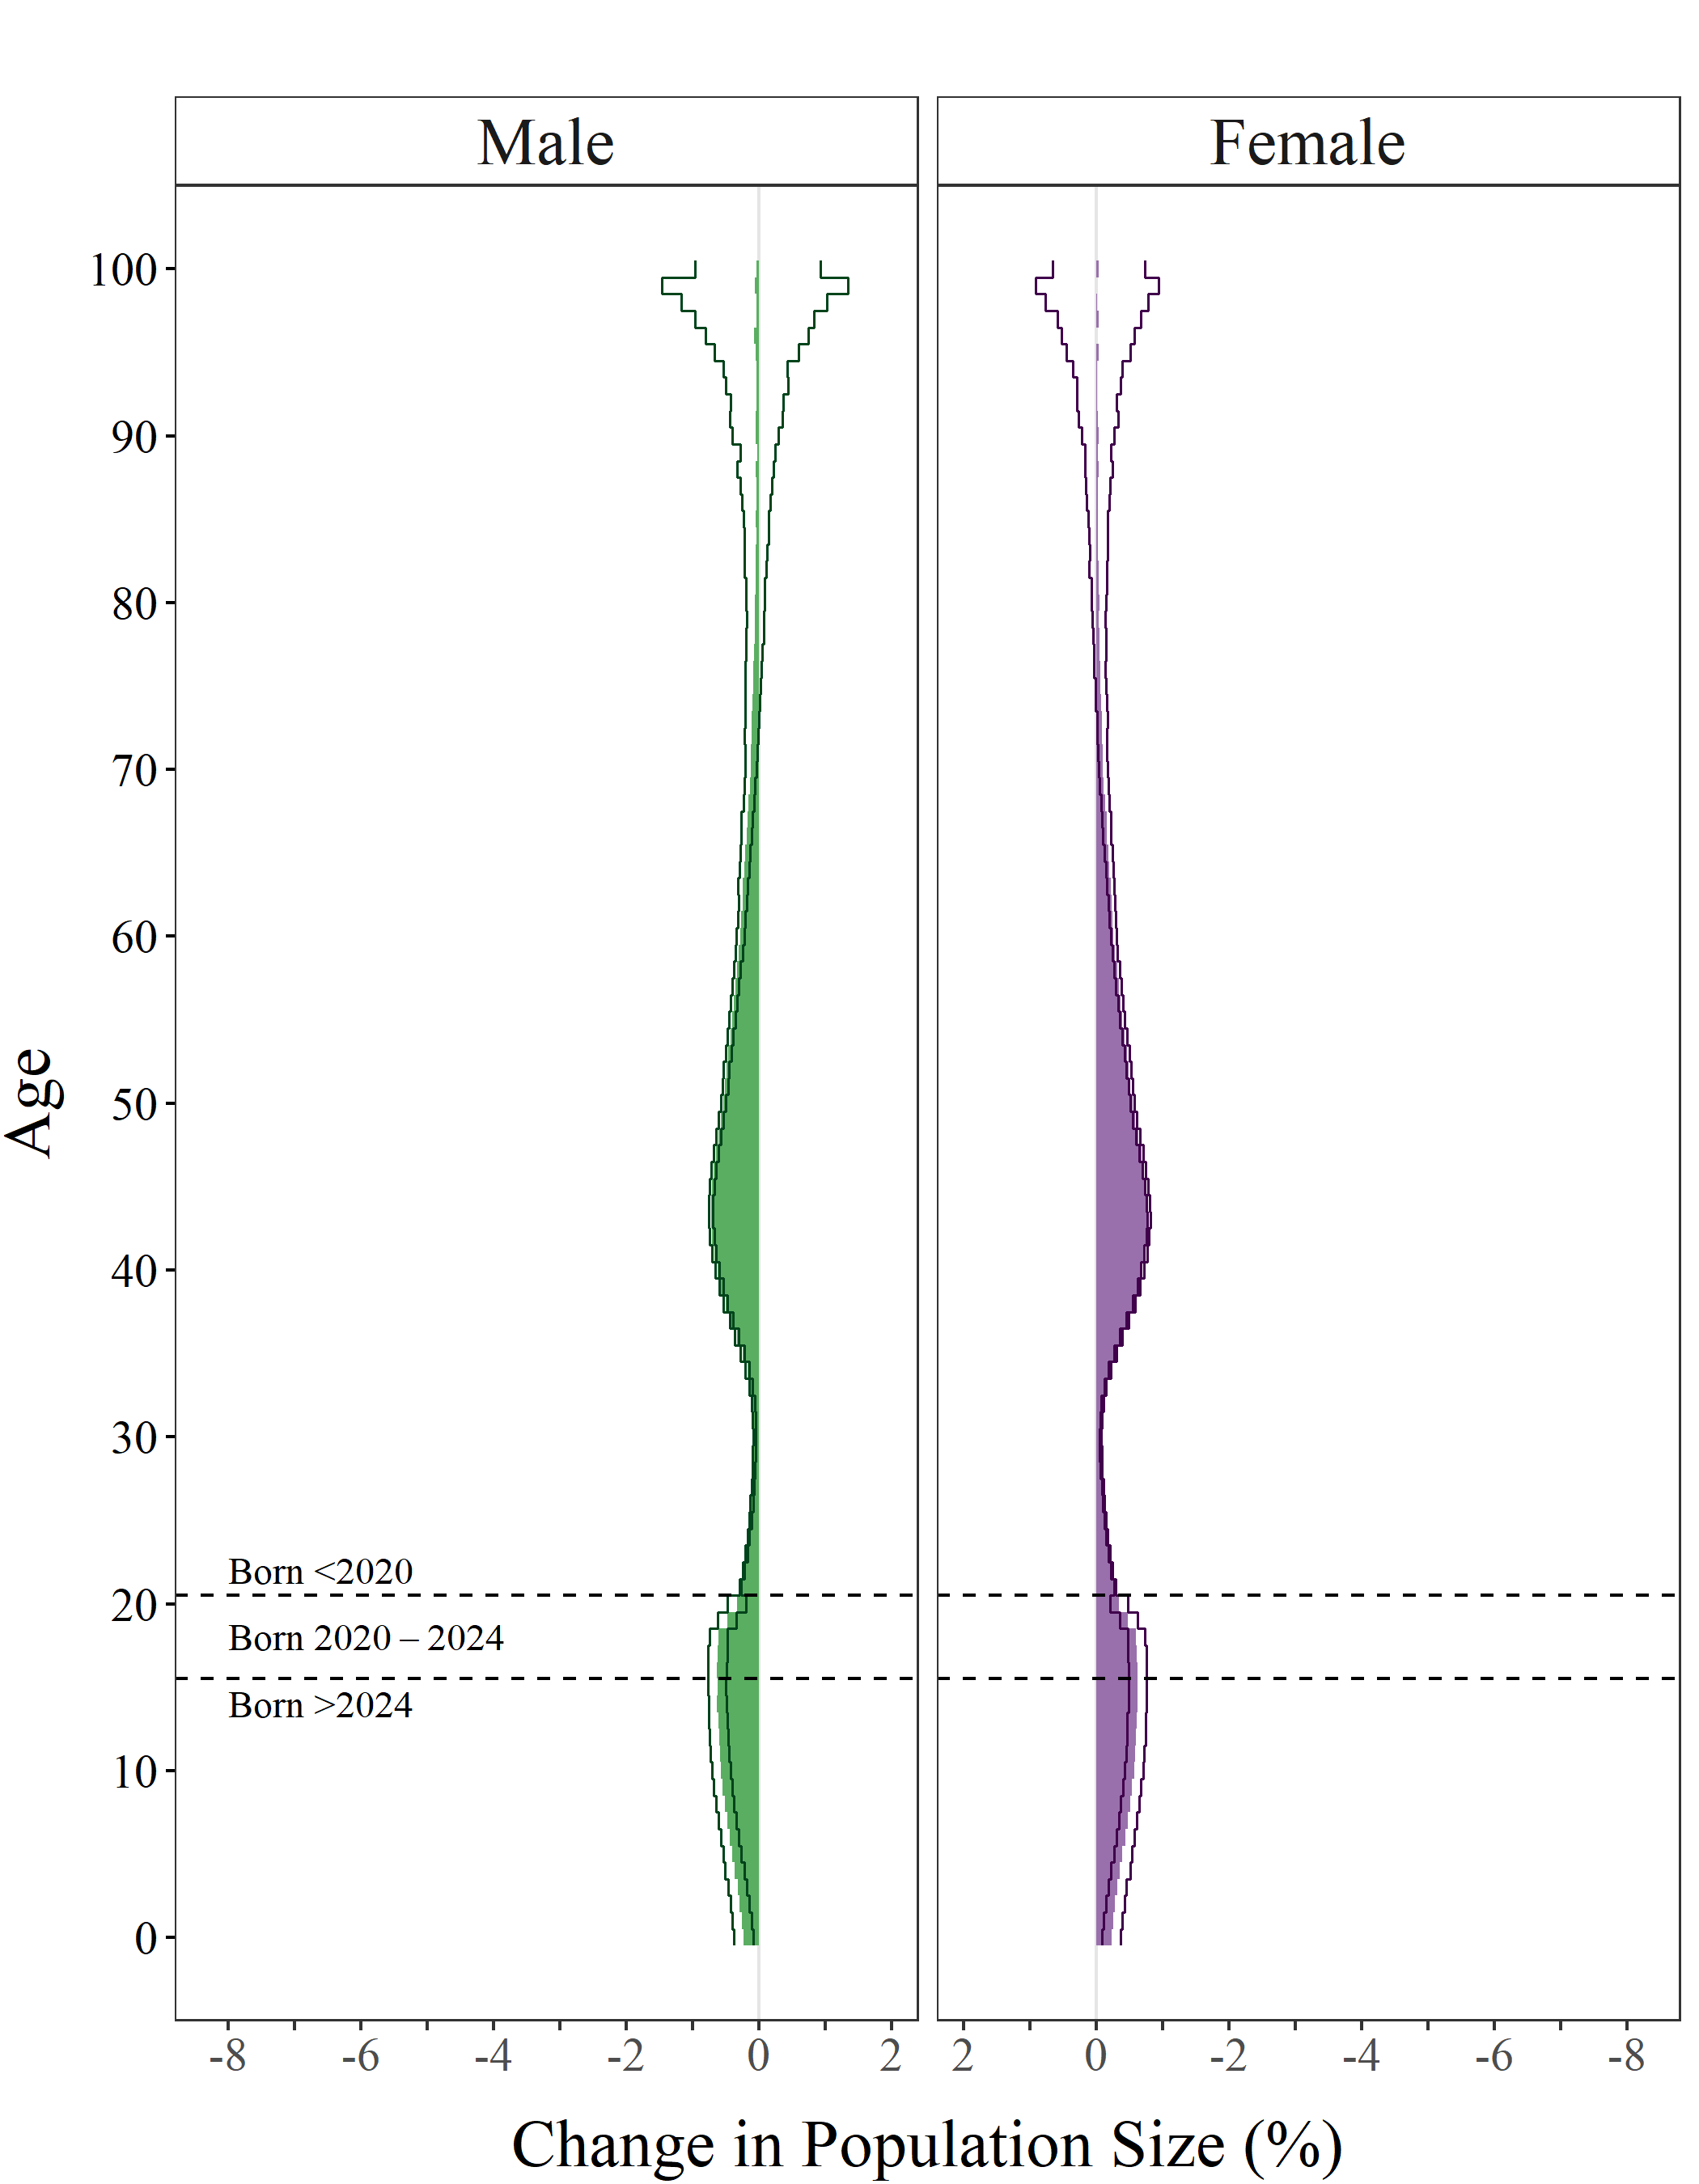 Male Female
100
90
80
70
60
50
40
30
20
10
0
Age
Born <2020
Born 2020 – 2024
Born >2024
-8 -6 -4 -2 0 2 2 0 -2 -4 -6 -8
Change in Population Size (%)